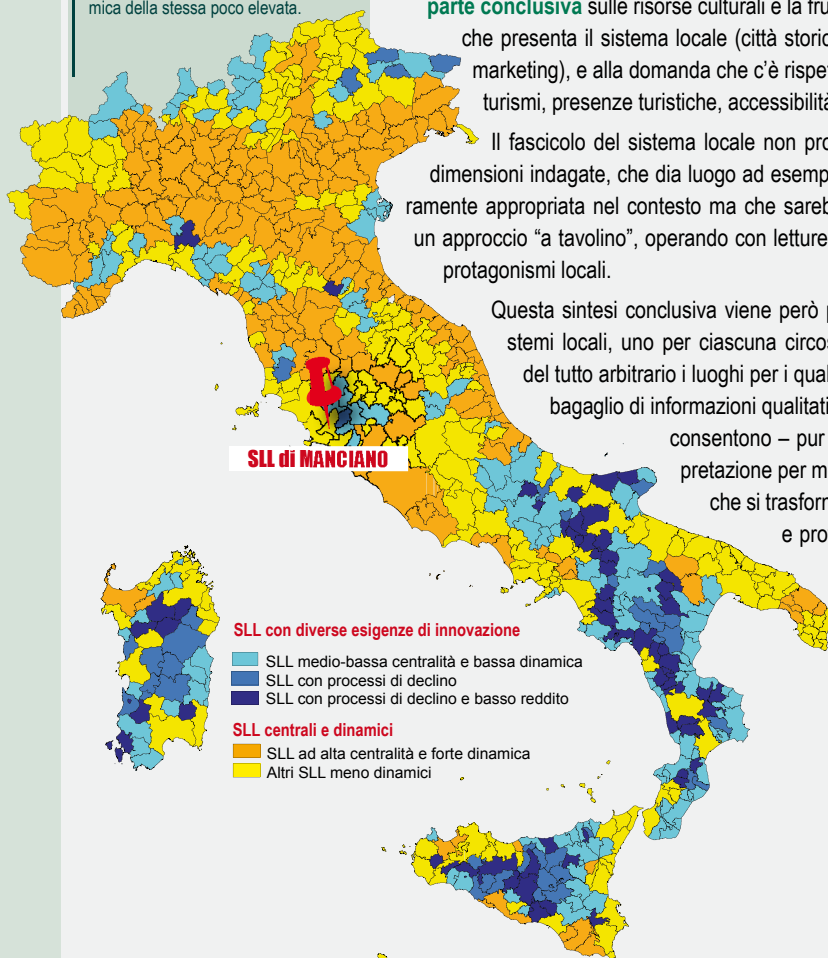 mica della stessa poco elevata.
parte conclusiva sulle risorse culturali e la fru
che presenta il sistema locale (città storic
marketing), e alla domanda che c'è rispe
turismi, presenze turistiche, accessibilità
Il fascicolo del sistema locale non pro
dimensioni indagate, che dia luogo ad esemp
ramente appropriata nel contesto ma che sareb
un approccio “a tavolino”, operando con letture
protagonismi locali.
Questa sintesi conclusiva viene però p
stemi locali, uno per ciascuna circos
del tutto arbitrario i luoghi per i qual
bagaglio di informazioni qualitati
consentono – pur
pretazione per m
che si trasform
e pro
SLL di MANCIANO
SLL con diverse esigenze di innovazione
SLL medio-bassa centralità e bassa dinamica
SLL con processi di declino
SLL con processi di declino e basso reddito
SLL centrali e dinamici
SLL ad alta centralità e forte dinamica
Altri SLL meno dinamici